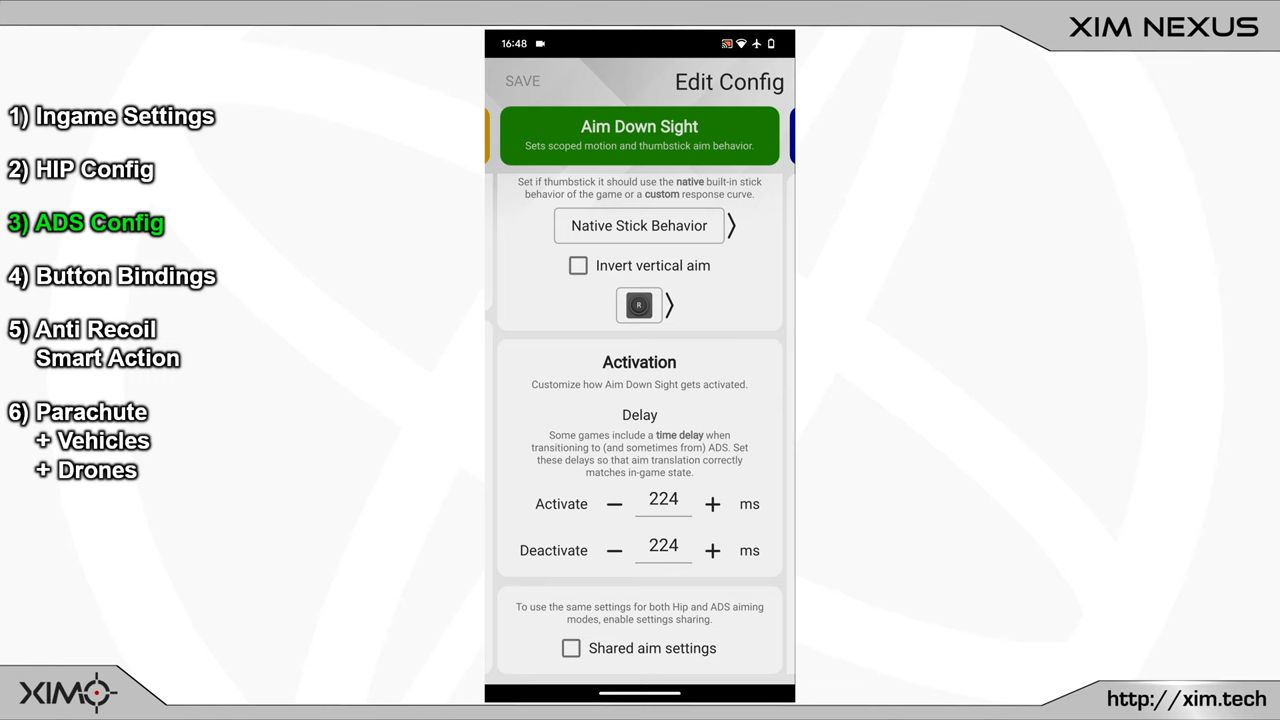 XIM NEXUS
1) Ingame Settings
2) HIP Config
3) ADS Config
4) Button Bindings
5) Anti Recoil
Smart Action
6) Parachute
+ Vehicles
+ Drones
16:48
SAVE
Edit Config
Aim Down Sight
Sets scoped motion and thumbstick aim behavior.
Set if thumbstick it should use the native built-in stick
behavior of the game or a custom response curve.
Native Stick Behavior
Invert vertical aim
R
Activation
Customize how Aim Down Sight gets activated.
Delay
Some games include a time delay when
transitioning to (and sometimes from) ADS. Set
these delays so that aim translation correctly
matches in-game state.
Activate − 224 + ms
Deactivate − 224 + ms
To use the same settings for both Hip and ADS aiming
modes, enable settings sharing.
Shared aim settings
XIM
http://xim.tech